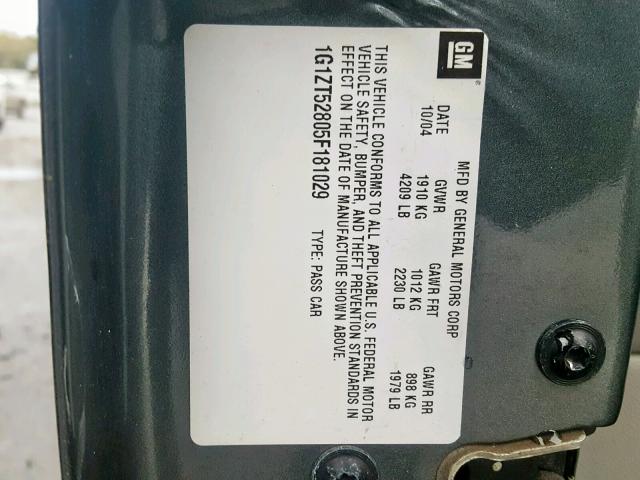 GM
®
MFD BY GENERAL MOTORS CORP
DATE GVWR GAWR FRT GAWR RR
10/04 1910 KG 1012 KG 898 KG
4209 LB 2230 LB 1979 LB
THIS VEHICLE CONFORMS TO ALL APPLICABLE U.S. FEDERAL MOTOR
VEHICLE SAFETY, BUMPER, AND THEFT PREVENTION STANDARDS IN
EFFECT ON THE DATE OF MANUFACTURE SHOWN ABOVE.
1G1ZT52805F181029 TYPE: PASS CAR